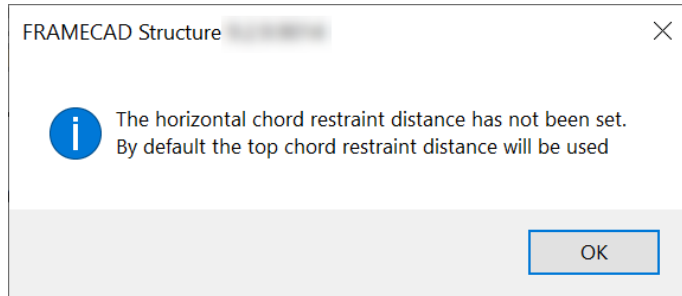 FRAMECAD Structure
The horizontal chord restraint distance has not been set.
By default the top chord restraint distance will be used
OK